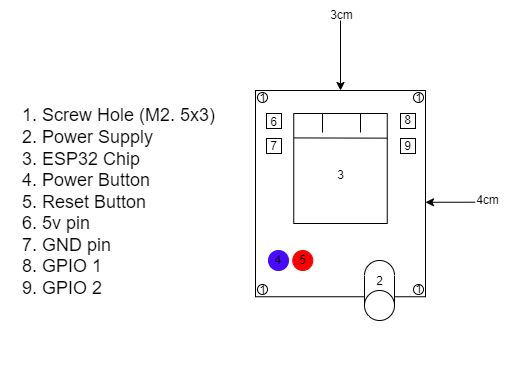 3cm
1. Screw Hole (M2. 5x3)
2. Power Supply
3. ESP32 Chip
4. Power Button
5. Reset Button
6. 5v pin
7. GND pin
8. GPIO 1
9. GPIO 2
1 1
6 8
7 9
3
4cm
4 5
2
1 1